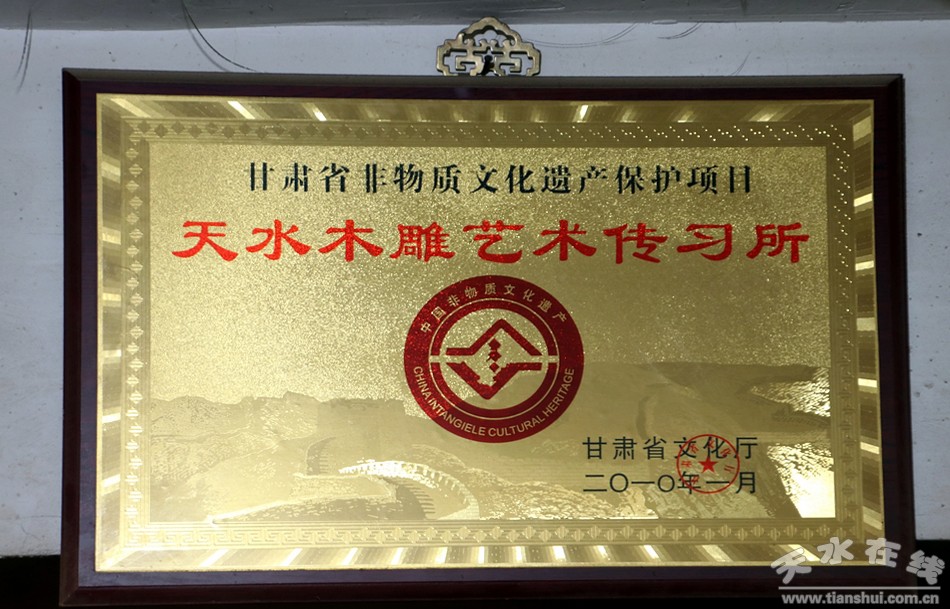 甘肃省非物质文化遗产保护项目
天水木雕艺术传习所
中国非物质文化遗产
CHINA INTANGIELE CULTURAL HERITAGE
甘肃省文化厅
二〇一〇年一月
天水在线
www.tianshui.com.cn